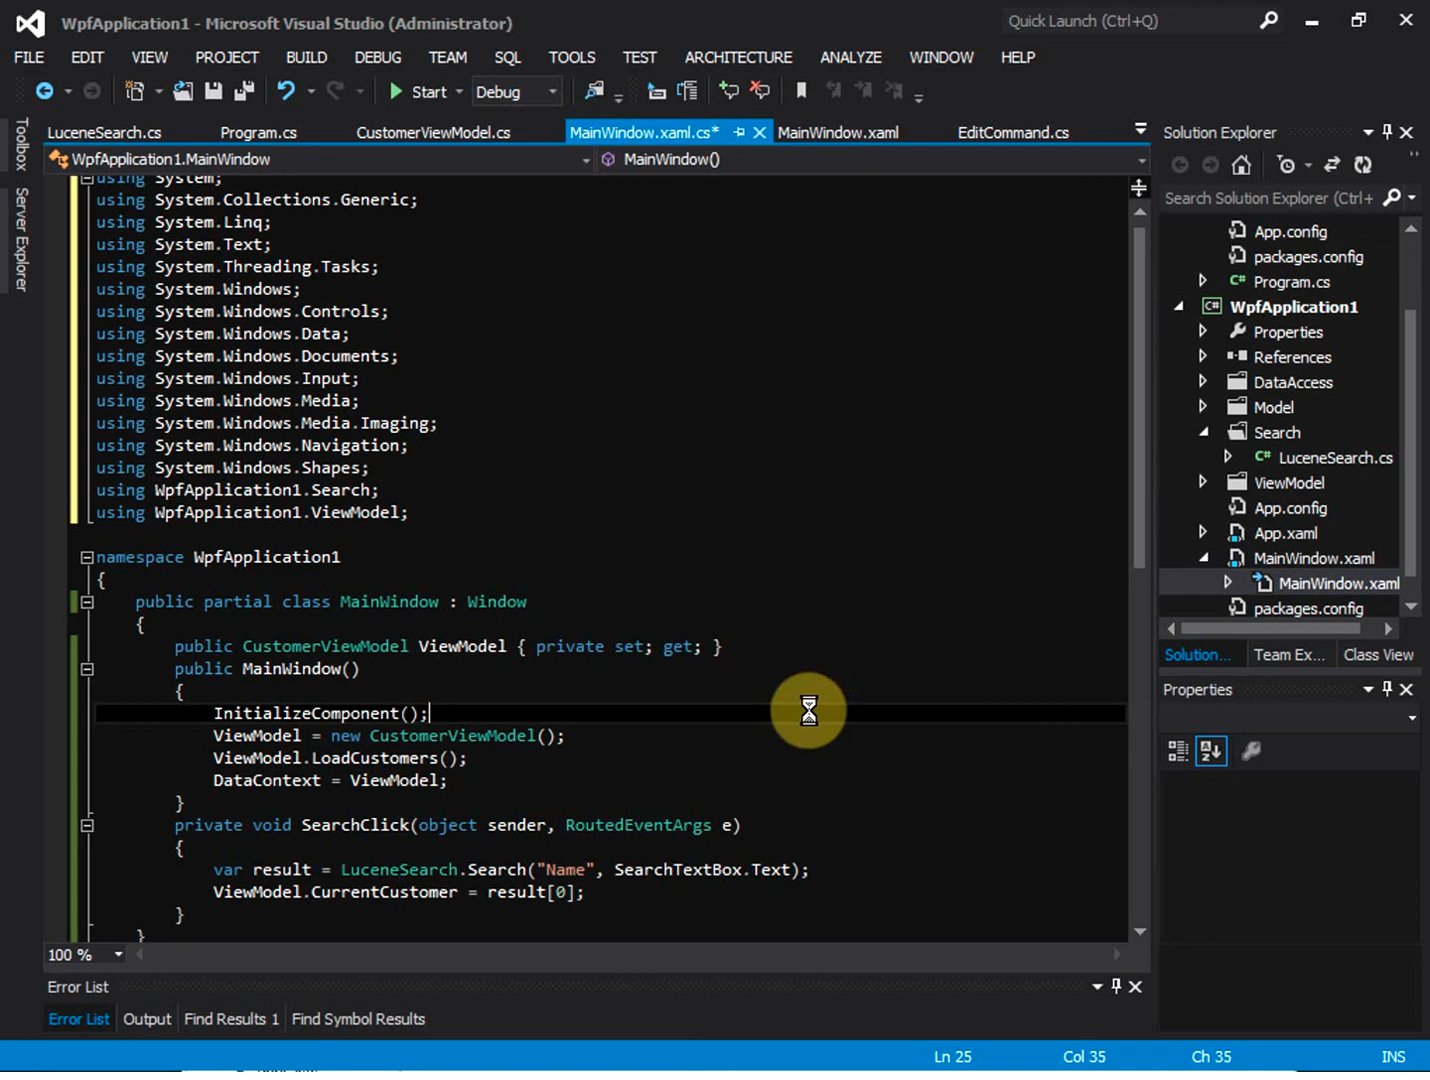 WpfApplication1 - Microsoft Visual Studio (Administrator)
Quick Launch (Ctrl+Q)
FILE EDIT VIEW PROJECT BUILD DEBUG TEAM SQL TOOLS TEST ARCHITECTURE ANALYZE WINDOW HELP
Start Debug
LuceneSearch.cs Program.cs CustomerViewModel.cs MainWindow.xaml.cs* MainWindow.xaml EditCommand.cs
WpfApplication1.MainWindow MainWindow()
Toolbox
Server Explorer
using System;
using System.Collections.Generic;
using System.Linq;
using System.Text;
using System.Threading.Tasks;
using System.Windows;
using System.Windows.Controls;
using System.Windows.Data;
using System.Windows.Documents;
using System.Windows.Input;
using System.Windows.Media;
using System.Windows.Media.Imaging;
using System.Windows.Navigation;
using System.Windows.Shapes;
using WpfApplication1.Search;
using WpfApplication1.ViewModel;
namespace WpfApplication1
{
public partial class MainWindow : Window
{
public CustomerViewModel ViewModel { private set; get; }
public MainWindow()
{
InitializeComponent();
ViewModel = new CustomerViewModel();
ViewModel.LoadCustomers();
DataContext = ViewModel;
}
private void SearchClick(object sender, RoutedEventArgs e)
{
var result = LuceneSearch.Search("Name", SearchTextBox.Text);
ViewModel.CurrentCustomer = result[0];
}
}
100 %
Solution Explorer
Search Solution Explorer (Ctrl+
App.config
packages.config
C# Program.cs
C# WpfApplication1
Properties
References
DataAccess
Model
Search
C# LuceneSearch.cs
ViewModel
App.config
App.xaml
MainWindow.xaml
MainWindow.xaml
packages.config
Solution... Team Ex... Class View
Properties
Error List
Error List Output Find Results 1 Find Symbol Results
Ln 25 Col 35 Ch 35 INS